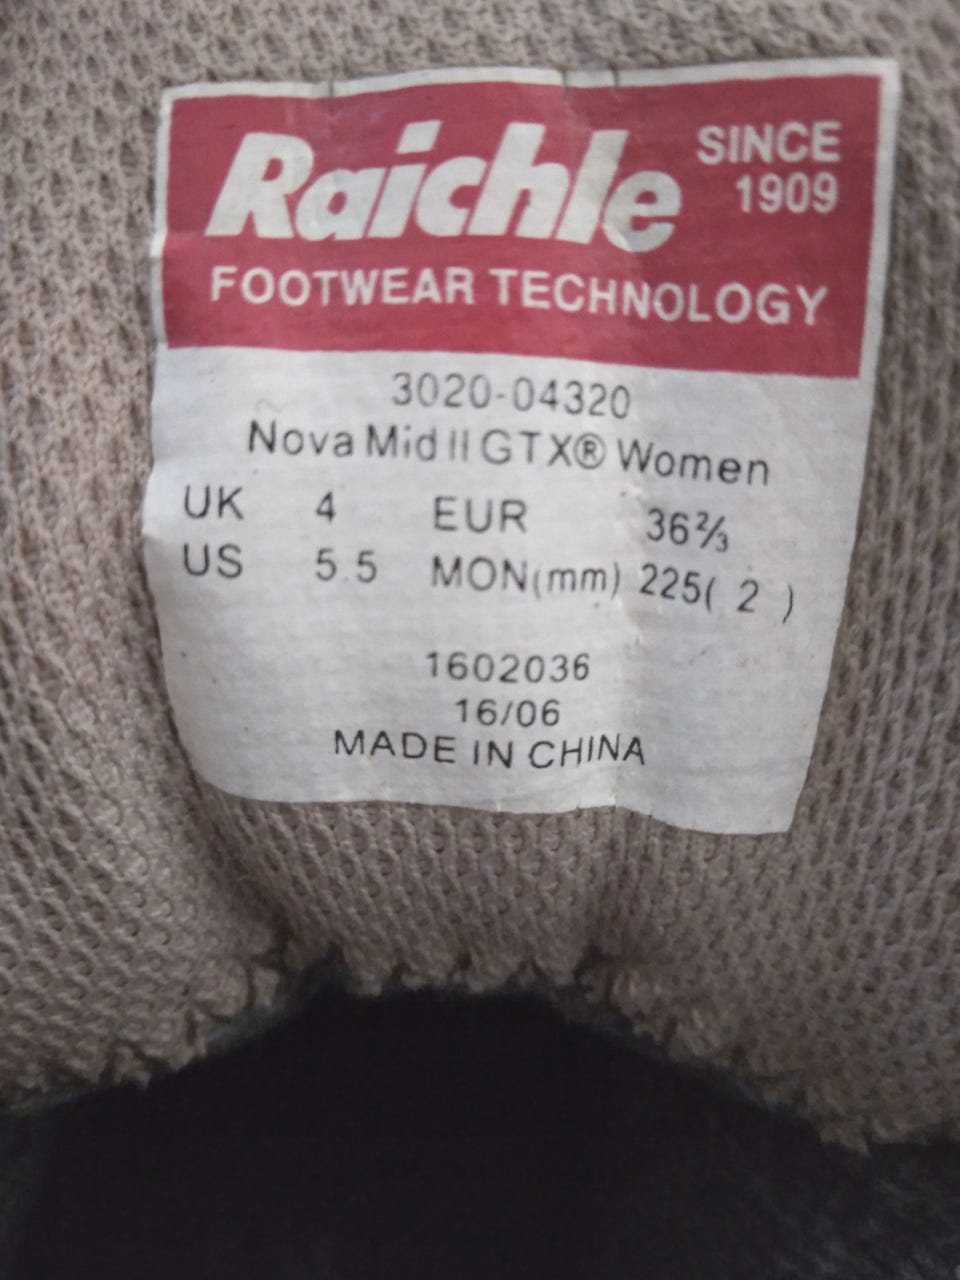 Raichle SINCE 1909
FOOTWEAR TECHNOLOGY
3020-04320
Nova Mid II GTX® Women
UK 4 EUR 36⅔
US 5.5 MON(mm) 225( 2 )
1602036
16/06
MADE IN CHINA